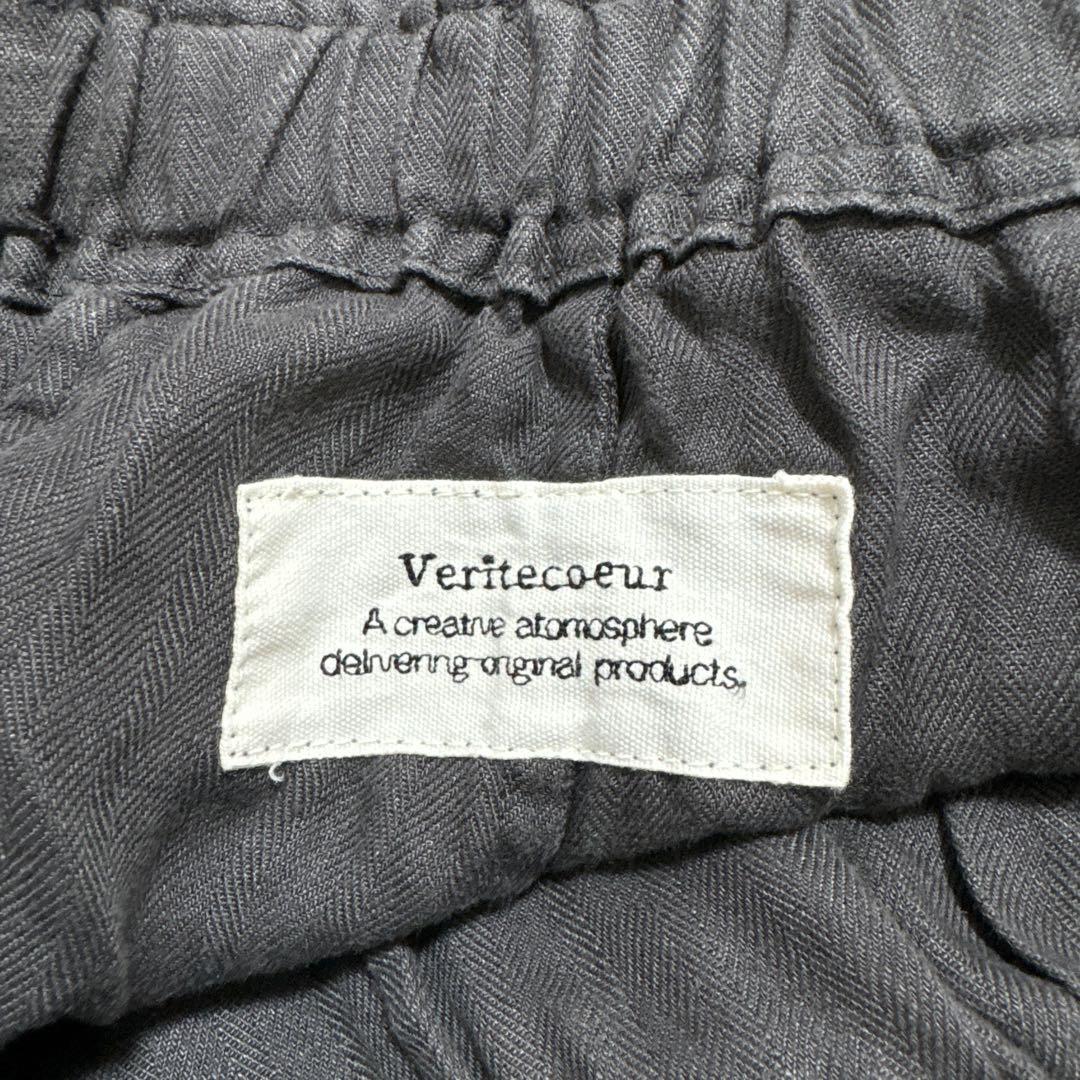 Veritecoeur
A creative atomosphere
delivering original products.